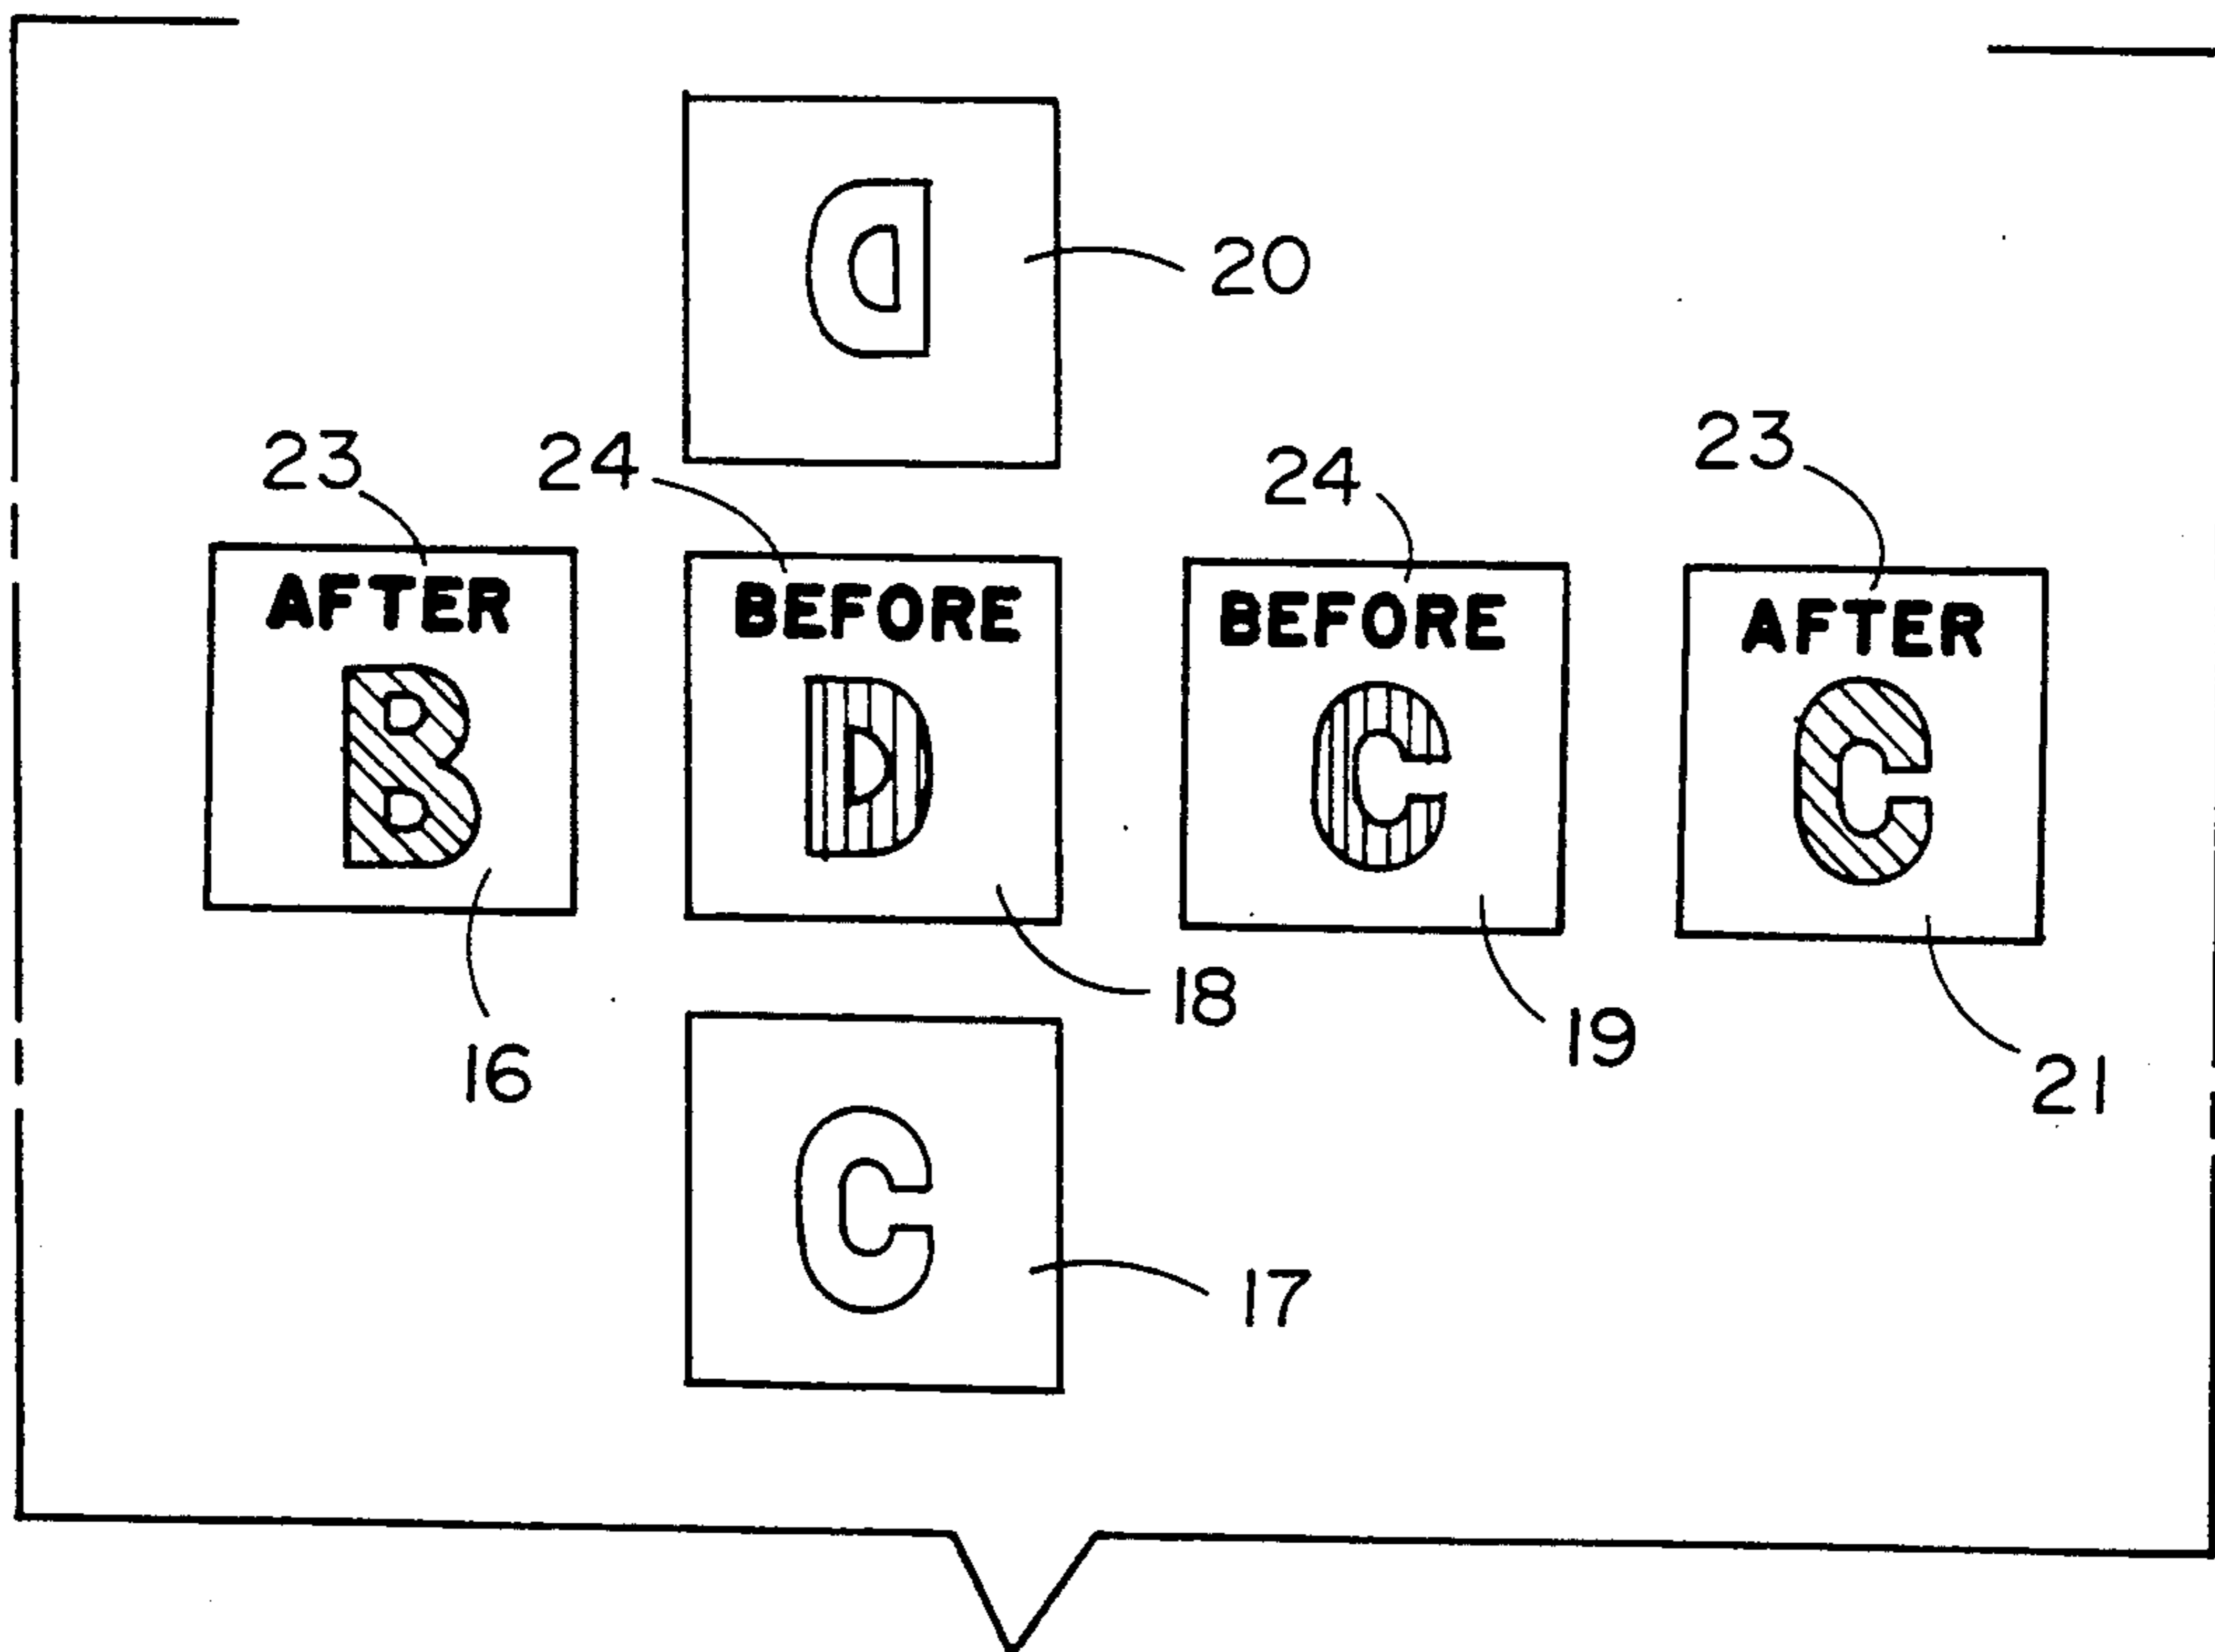 D
20
23 24 24 23
AFTER BEFORE BEFORE AFTER
B D C C
16 18 19 21
C
17